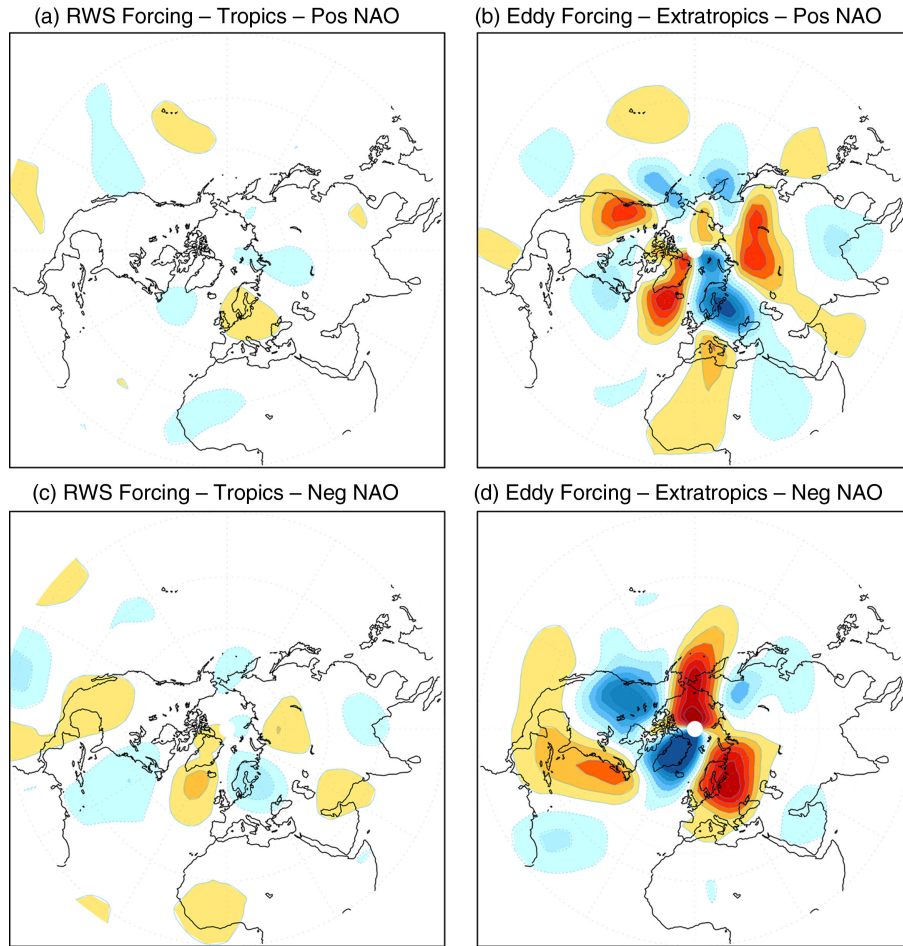 (a) RWS Forcing – Tropics – Pos NAO
(b) Eddy Forcing – Extratropics – Pos NAO
(c) RWS Forcing – Tropics – Neg NAO
(d) Eddy Forcing – Extratropics – Neg NAO